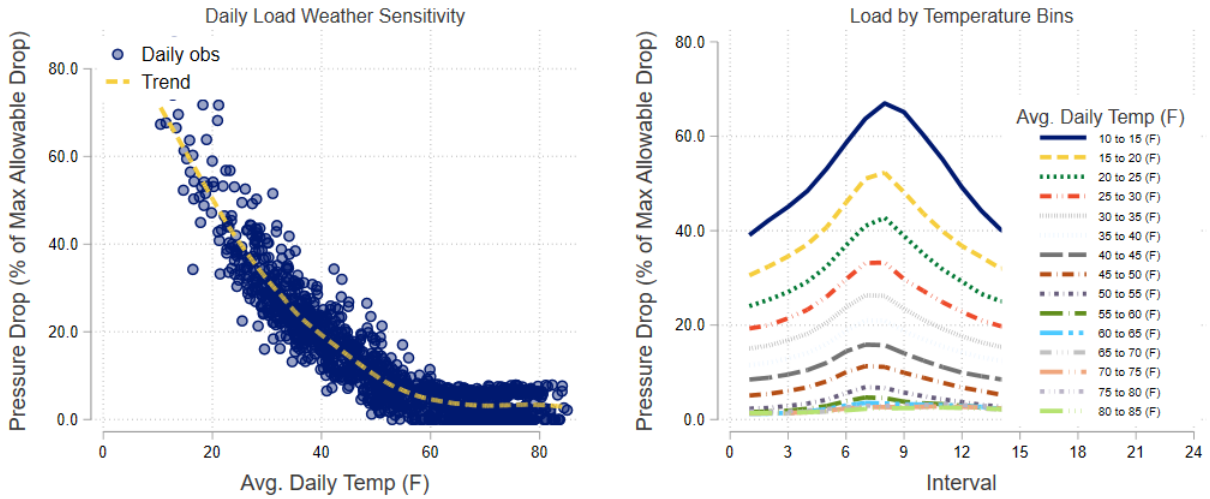 Daily Load Weather Sensitivity
Pressure Drop (% of Max Allowable Drop)
Daily obs
Trend
80.0
60.0
40.0
20.0
0.0
0 20 40 60 80
Avg. Daily Temp (F)
Load by Temperature Bins
Pressure Drop (% of Max Allowable Drop)
80.0
60.0
40.0
20.0
0.0
Avg. Daily Temp (F)
10 to 15 (F)
15 to 20 (F)
20 to 25 (F)
25 to 30 (F)
30 to 35 (F)
35 to 40 (F)
40 to 45 (F)
45 to 50 (F)
50 to 55 (F)
55 to 60 (F)
60 to 65 (F)
65 to 70 (F)
70 to 75 (F)
75 to 80 (F)
80 to 85 (F)
0 3 6 9 12 15 18 21 24
Interval